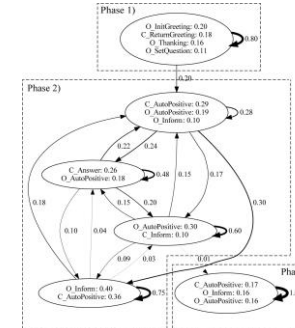 Phase 1)
O_InitGreeting: 0.20
C_ReturnGreeting: 0.18
O_Thanking: 0.16
O_SetQuestion: 0.11
0.80
0.20
Phase 2)
C_AutoPositive: 0.29
O_AutoPositive: 0.19
O_Inform: 0.10
0.28
0.22
0.24
C_Answer: 0.26
O_AutoPositive: 0.18
0.48
0.15
0.17
0.18
0.15
0.20
0.30
O_AutoPositive: 0.30
C_Inform: 0.10
0.60
0.10
0.04
0.09
0.03
0.01
O_Inform: 0.40
C_AutoPositive: 0.36
0.75
Pha
C_AutoPositive: 0.17
O_Inform: 0.16
O_AutoPositive: 0.16